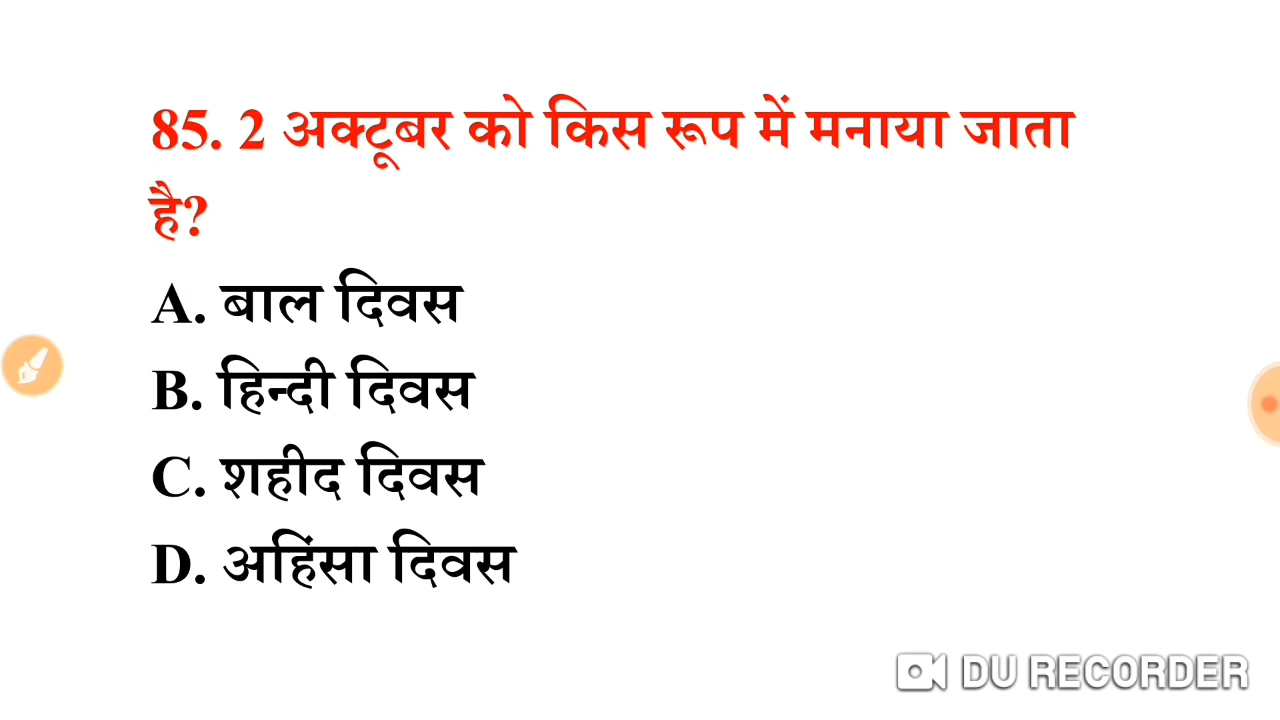 85. 2 अक्टूबर को किस रूप में मनाया जाता
है?
A. बाल दिवस
B. हिन्दी दिवस
C. शहीद दिवस
D. अहिंसा दिवस
DU RECORDER